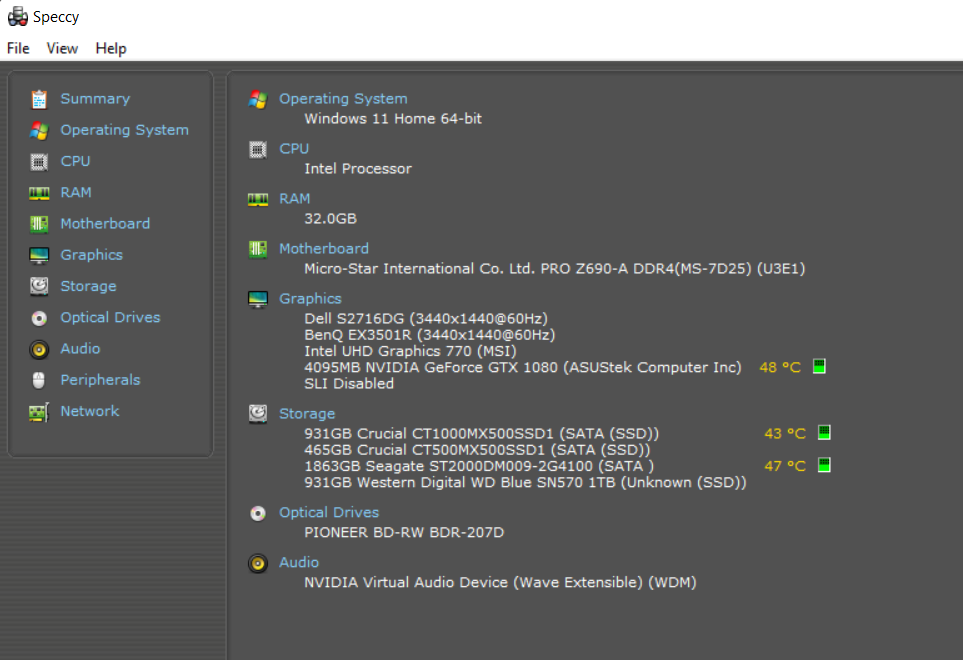 Speccy
File View Help
Summary
Operating System
CPU
RAM
Motherboard
Graphics
Storage
Optical Drives
Audio
Peripherals
Network
Operating System
Windows 11 Home 64-bit
CPU
Intel Processor
RAM
32.0GB
Motherboard
Micro-Star International Co. Ltd. PRO Z690-A DDR4(MS-7D25) (U3E1)
Graphics
Dell S2716DG (3440x1440@60Hz)
BenQ EX3501R (3440x1440@60Hz)
Intel UHD Graphics 770 (MSI)
4095MB NVIDIA GeForce GTX 1080 (ASUStek Computer Inc) 48 °C
SLI Disabled
Storage
931GB Crucial CT1000MX500SSD1 (SATA (SSD)) 43 °C
465GB Crucial CT500MX500SSD1 (SATA (SSD))
1863GB Seagate ST2000DM009-2G4100 (SATA ) 47 °C
931GB Western Digital WD Blue SN570 1TB (Unknown (SSD))
Optical Drives
PIONEER BD-RW BDR-207D
Audio
NVIDIA Virtual Audio Device (Wave Extensible) (WDM)